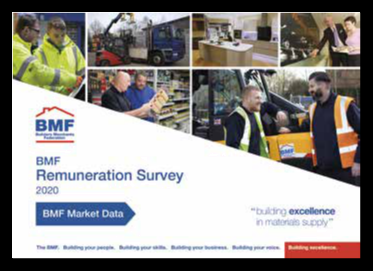 BMF
Builders Merchants
Federation
BMF
Remuneration Survey
2020
BMF Market Data
"building excellence
in materials supply"
The BMF. Building your people. Building your skills. Building your business. Building your voice. Building excellence.